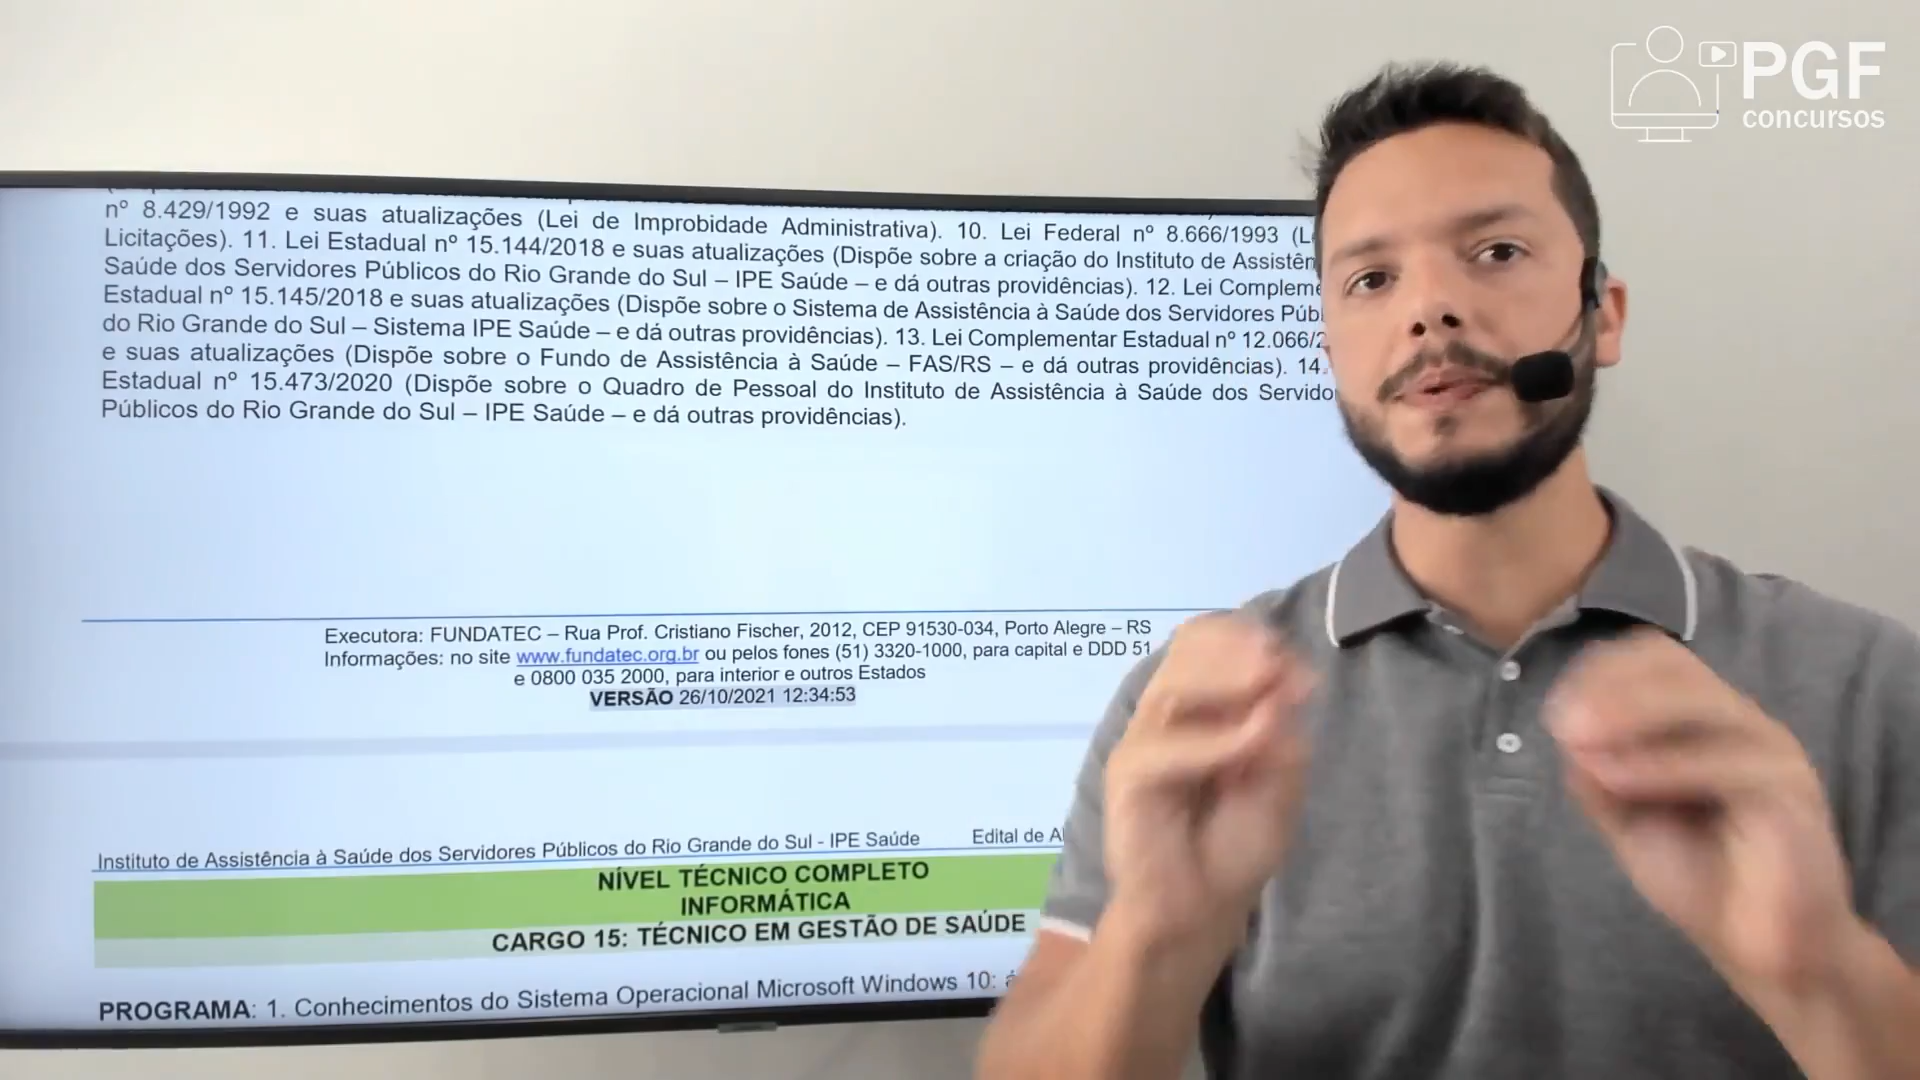 PGF
concursos
nº 8.429/1992 e suas atualizações (Lei de Improbidade Administrativa). 10. Lei Federal nº 8.666/1993
Licitações). 11. Lei Estadual nº 15.144/2018 e suas atualizações (Dispõe sobre a criação do Instituto de Assistên
Saúde dos Servidores Públicos do Rio Grande do Sul – IPE Saúde – e dá outras providências). 12. Lei Compleme
Estadual nº 15.145/2018 e suas atualizações (Dispõe sobre o Sistema de Assistência à Saúde dos Servidores Públ
do Rio Grande do Sul – Sistema IPE Saúde – e dá outras providências). 13. Lei Complementar Estadual nº 12.066/2
e suas atualizações (Dispõe sobre o Fundo de Assistência à Saúde – FAS/RS – e dá outras providências). 14.
Estadual nº 15.473/2020 (Dispõe sobre o Quadro de Pessoal do Instituto de Assistência à Saúde dos Servido
Públicos do Rio Grande do Sul – IPE Saúde – e dá outras providências).
Executora: FUNDATEC – Rua Prof. Cristiano Fischer, 2012, CEP 91530-034, Porto Alegre – RS
Informações: no site www.fundatec.org.br ou pelos fones (51) 3320-1000, para capital e DDD 51
e 0800 035 2000, para interior e outros Estados
VERSÃO 26/10/2021 12:34:53
Instituto de Assistência à Saúde dos Servidores Públicos do Rio Grande do Sul - IPE Saúde Edital de
NÍVEL TÉCNICO COMPLETO
INFORMÁTICA
CARGO 15: TÉCNICO EM GESTÃO DE SAÚDE
PROGRAMA: 1. Conhecimentos do Sistema Operacional Microsoft Windows 10: